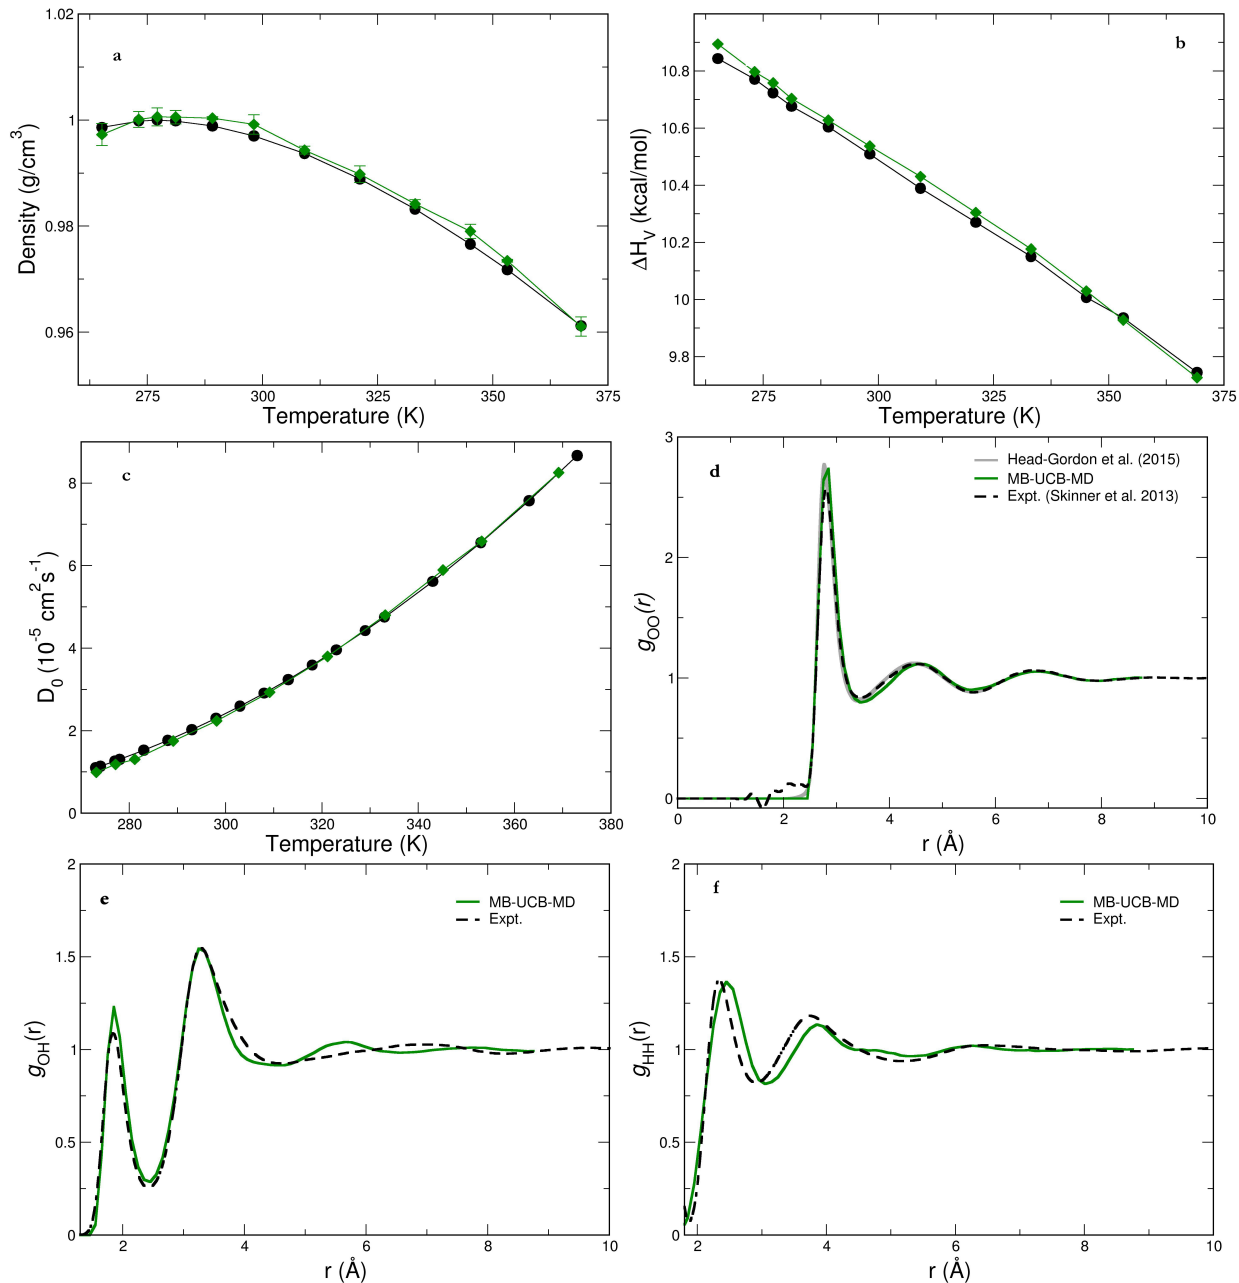 a
1.02
1
0.98
0.96
Density (g/cm³)
275 300 325 350 375
Temperature (K)
b
10.8
10.6
10.4
10.2
10
9.8
ΔH_V (kcal/mol)
275 300 325 350 375
Temperature (K)
c
8
6
4
2
0
D₀ (10⁻⁵ cm² s⁻¹)
280 300 320 340 360 380
Temperature (K)
d
Head-Gordon et al. (2015)
MB-UCB-MD
Expt. (Skinner et al. 2013)
3
2
1
0
g_OO(r)
0 2 4 6 8 10
r (Å)
e
MB-UCB-MD
Expt.
2
1.5
1
0.5
0
g_OH(r)
2 4 6 8 10
r (Å)
f
MB-UCB-MD
Expt.
2
1.5
1
0.5
0
g_HH(r)
2 4 6 8 10
r (Å)